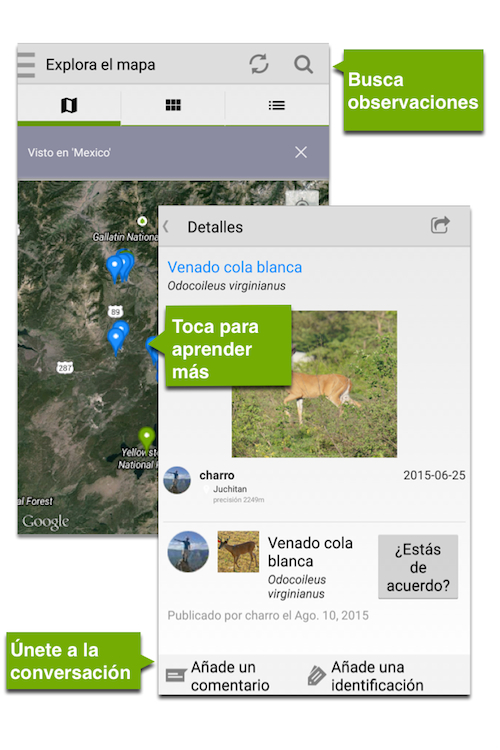 Explora el mapa
Busca
observaciones
Visto en 'Mexico'
Gallatin Nationa
89
287
Yellowst
National
al Forest
Google
Detalles
Venado cola blanca
Odocoileus virginianus
Toca para
aprender
más
charro
2015-06-25
Juchitan
precisión 2249m
Venado cola
blanca
Odocoileus
virginianus
¿Estás
de
acuerdo?
Publicado por charro el Ago. 10, 2015
Únete a la
conversación
Añade un
comentario
Añade una
identificación